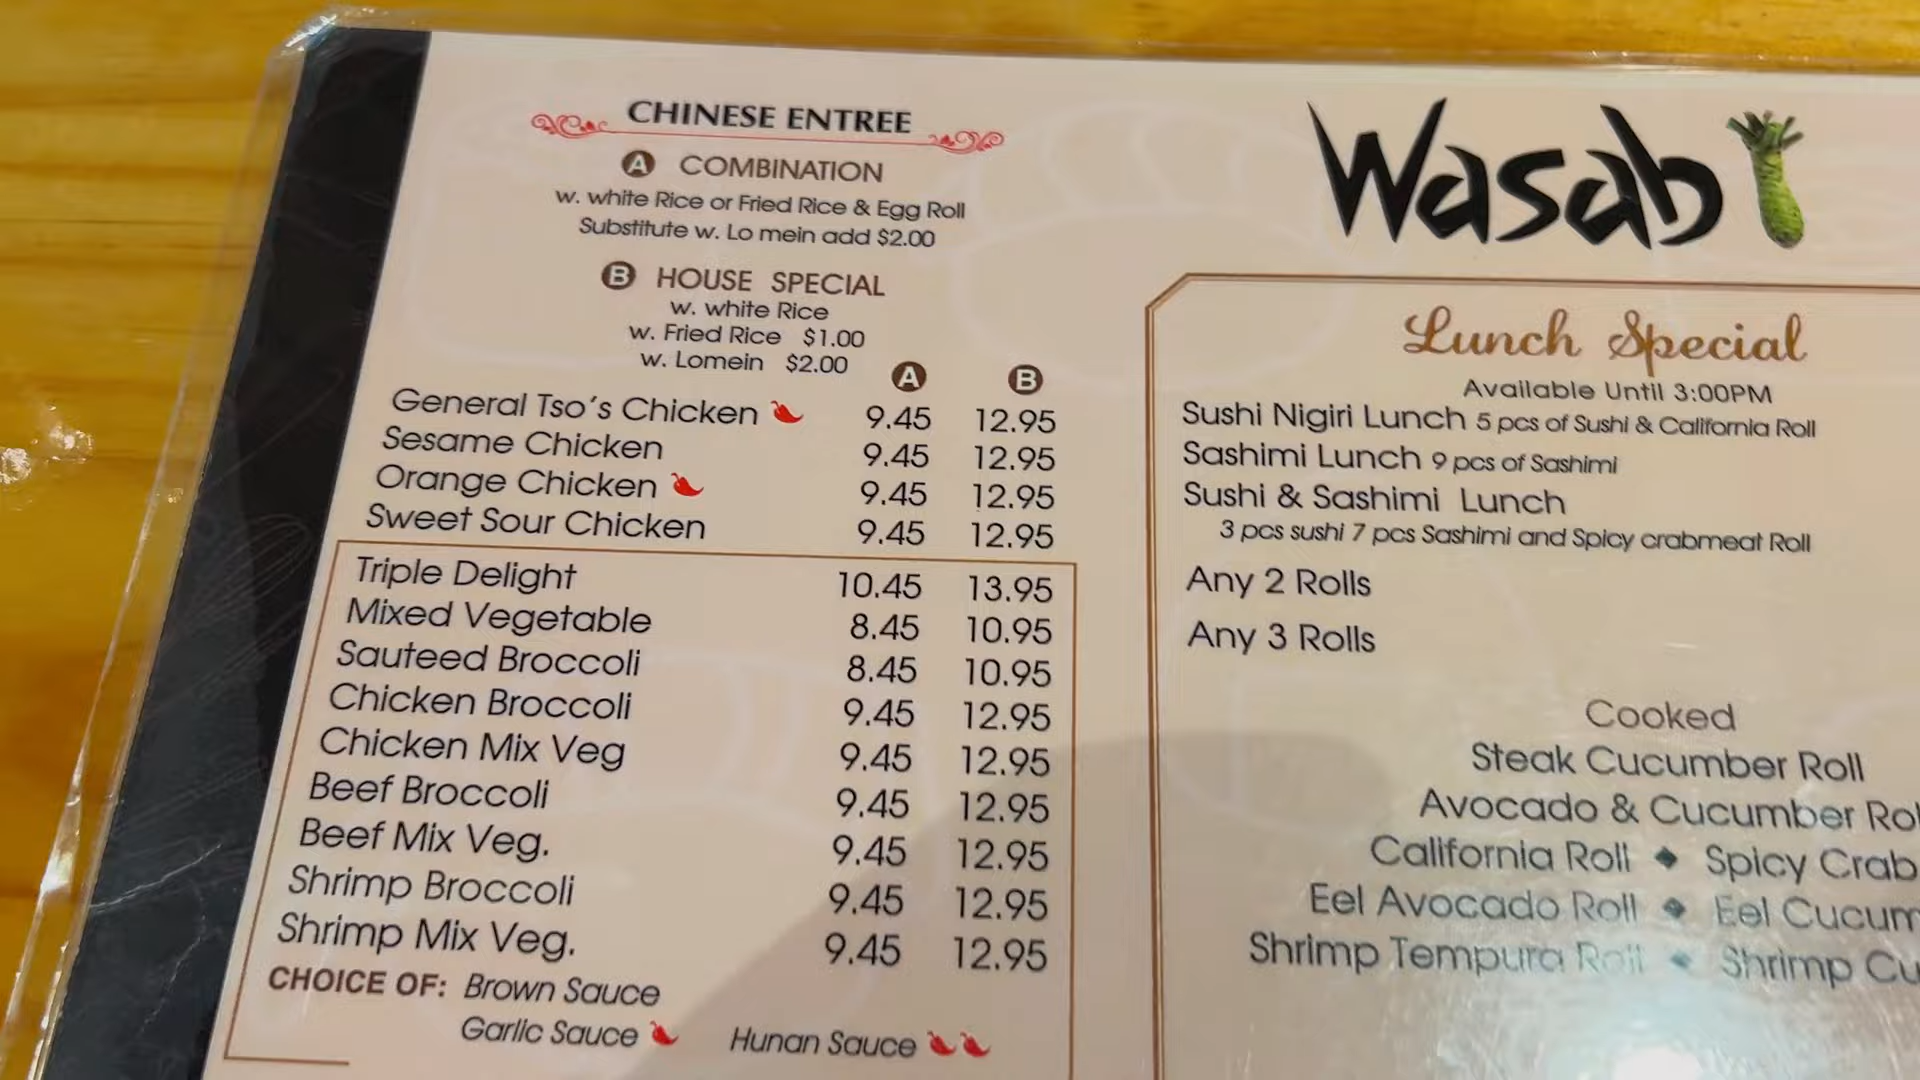 CHINESE ENTREE
A COMBINATION
w. white Rice or Fried Rice & Egg Roll
Substitute w. Lo mein add $2.00
B HOUSE SPECIAL
w. white Rice
w. Fried Rice $1.00
w. Lomein $2.00
A B
General Tso's Chicken 9.45 12.95
Sesame Chicken 9.45 12.95
Orange Chicken 9.45 12.95
Sweet Sour Chicken 9.45 12.95
Triple Delight 10.45 13.95
Mixed Vegetable 8.45 10.95
Sauteed Broccoli 8.45 10.95
Chicken Broccoli 9.45 12.95
Chicken Mix Veg 9.45 12.95
Beef Broccoli 9.45 12.95
Beef Mix Veg. 9.45 12.95
Shrimp Broccoli 9.45 12.95
Shrimp Mix Veg. 9.45 12.95
CHOICE OF: Brown Sauce
Garlic Sauce Hunan Sauce
Wasabi
Lunch Special
Available Until 3:00PM
Sushi Nigiri Lunch 5 pcs of Sushi & California Roll
Sashimi Lunch 9 pcs of Sashimi
Sushi & Sashimi Lunch
3 pcs sushi 7 pcs Sashimi and Spicy crabmeat Roll
Any 2 Rolls
Any 3 Rolls
Cooked
Steak Cucumber Roll
Avocado & Cucumber Rol
California Roll ◆ Spicy Crab
Eel Avocado Roll ◆ Eel Cucum
Shrimp Tempura Roll ◆ Shrimp Cu